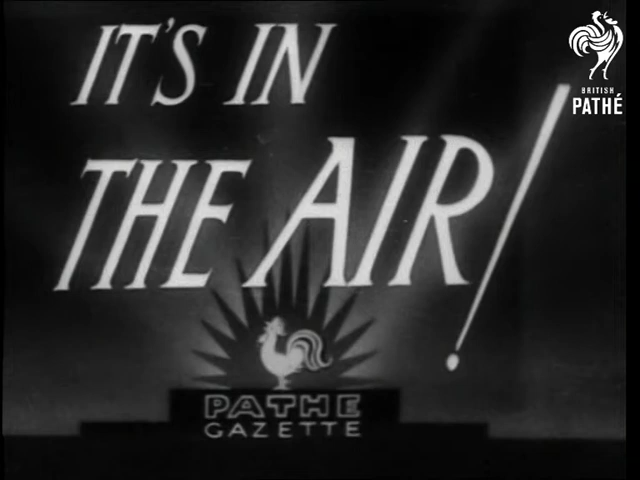 IT'S IN
THE AIR!
BRITISH
PATHÉ
PATHE
GAZETTE